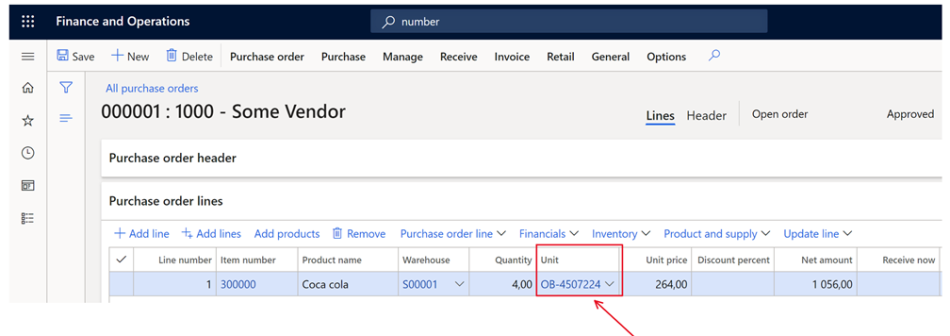 Finance and Operations number
Save New Delete Purchase order Purchase Manage Receive Invoice Retail General Options
All purchase orders
000001 : 1000 - Some Vendor
Lines Header Open order Approved
Purchase order header
Purchase order lines
Add line Add lines Add products Remove Purchase order line Financials Inventory Product and supply Update line
Line number Item number Product name Warehouse Quantity Unit Unit price Discount percent Net amount Receive now
1 300000 Coca cola S00001 4,00 OB-4507224 264,00 1 056,00